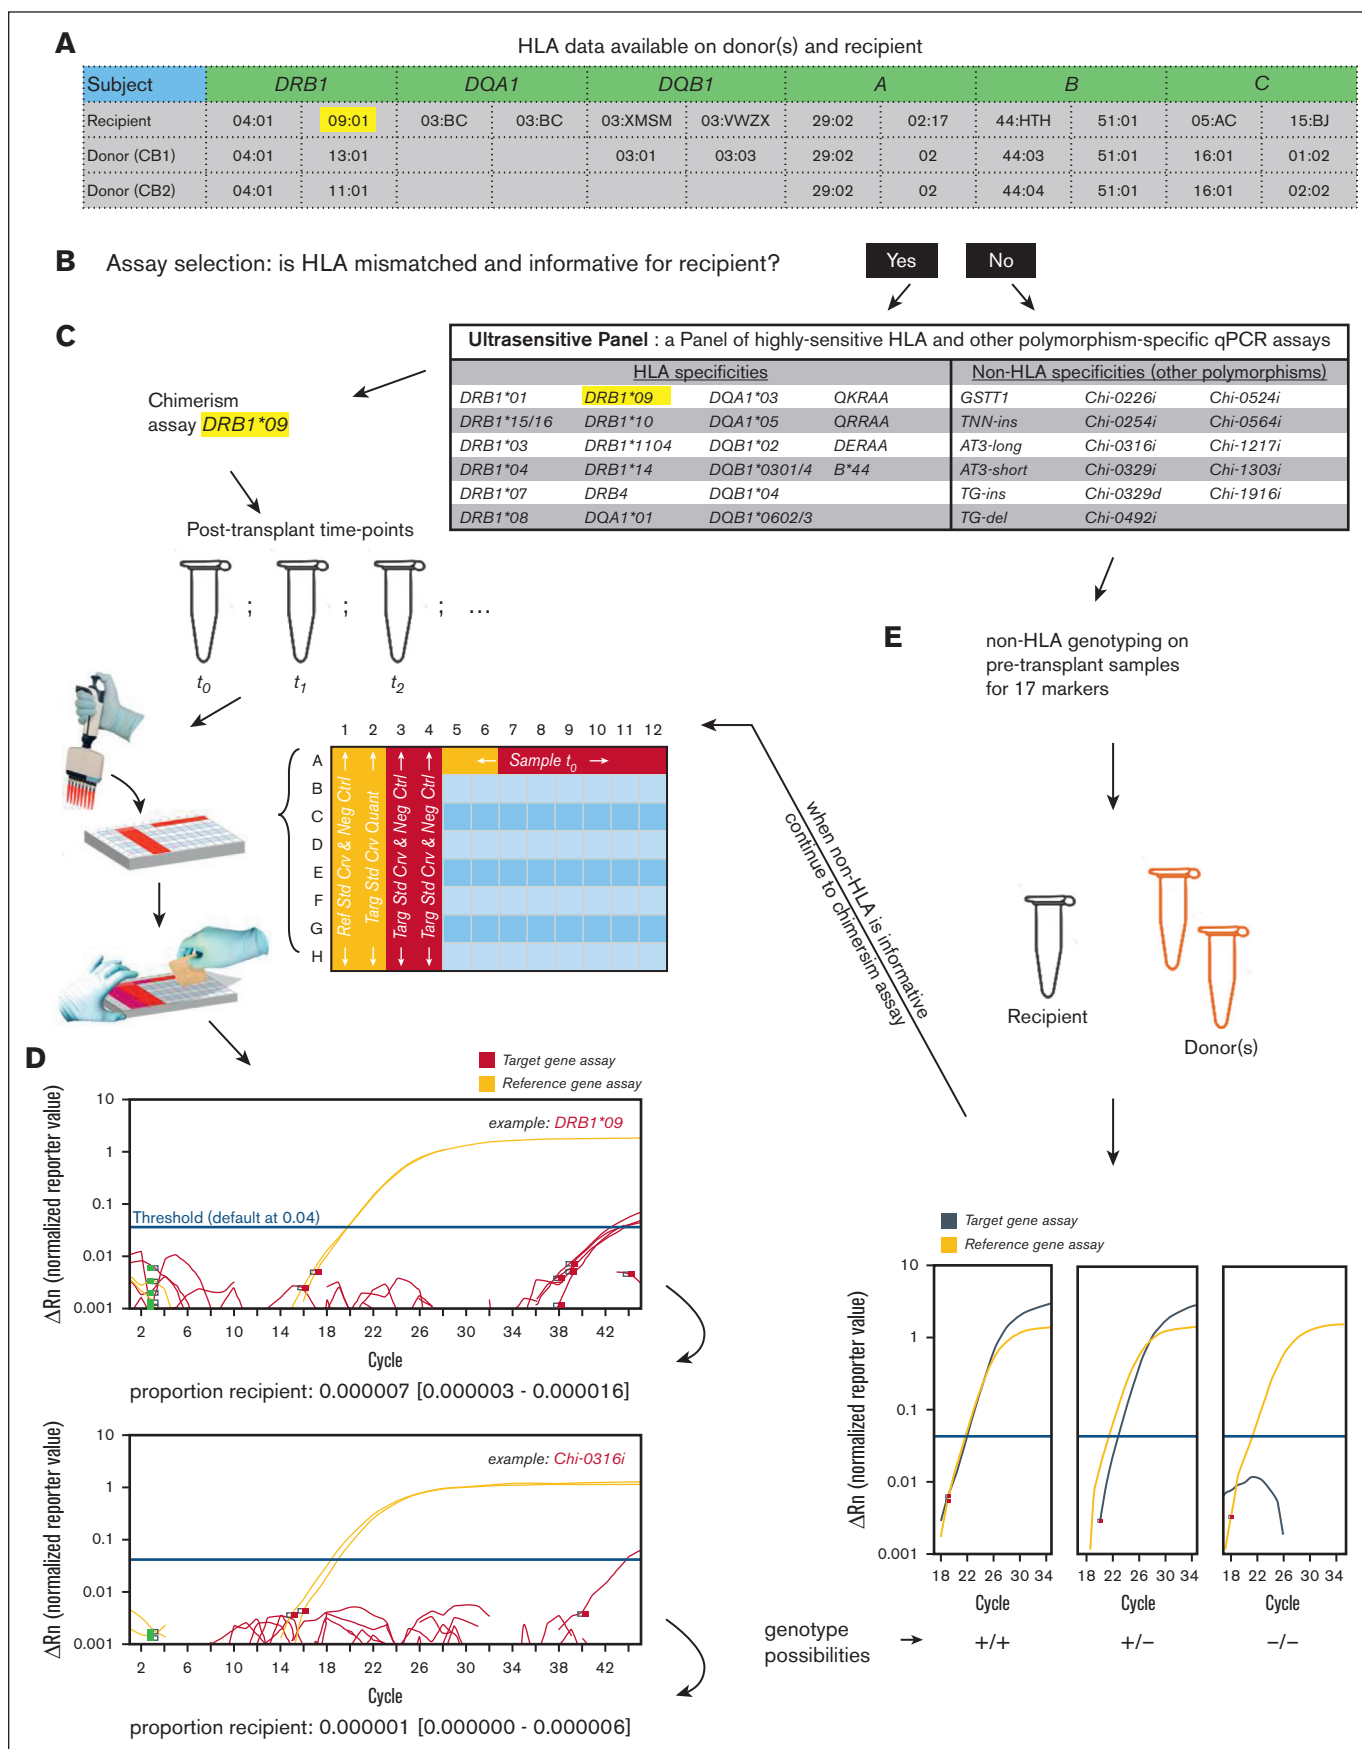 A
HLA data available on donor(s) and recipient
Subject DRB1 DQA1 DQB1 A B C
Recipient 04:01 09:01 03:BC 03:BC 03:XMSM 03:VWZX 29:02 02:17 44:HTH 51:01 05:AC 15:BJ
Donor (CB1) 04:01 13:01 03:01 03:03 29:02 02 44:03 51:01 16:01 01:02
Donor (CB2) 04:01 11:01 29:02 02 44:04 51:01 16:01 02:02
B Assay selection: is HLA mismatched and informative for recipient? Yes No
C
Ultrasensitive Panel : a Panel of highly-sensitive HLA and other polymorphism-specific qPCR assays
HLA specificities Non-HLA specificities (other polymorphisms)
DRB1*01 DRB1*09 DQA1*03 QKRAA GSTT1 Chi-0226i Chi-0524i
DRB1*15/16 DRB1*10 DQA1*05 QRRAA TNN-ins Chi-0254i Chi-0564i
DRB1*03 DRB1*1104 DQB1*02 DERAA AT3-long Chi-0316i Chi-1217i
DRB1*04 DRB1*14 DQB1*0301/4 B*44 AT3-short Chi-0329i Chi-1303i
DRB1*07 DRB4 DQB1*04 TG-ins Chi-0329d Chi-1916i
DRB1*08 DQA1*01 DQB1*0602/3 TG-del Chi-0492i
Chimerism
assay DRB1*09
Post-transplant time-points
; ; ; ...
t0 t1 t2
1 2 3 4 5 6 7 8 9 10 11 12
A
B
C
D
E
F
G
H
Ref Std Crv & Neg Ctrl
Targ Std Crv Quant
Targ Std Crv & Neg Ctrl
Targ Std Crv & Neg Ctrl
Sample t0
E
non-HLA genotyping on
pre-transplant samples
for 17 markers
when non-HLA is informative
continue to chimersim assay
Recipient
Donor(s)
D
Target gene assay
Reference gene assay
ΔRn (normalized reporter value)
10
1
0.1
0.01
0.001
example: DRB1*09
Threshold (default at 0.04)
2 6 10 14 18 22 26 30 34 42
Cycle
proportion recipient: 0.000007 [0.000003 - 0.000016]
ΔRn (normalized reporter value)
10
1
0.1
0.01
0.001
example: Chi-0316i
2 6 10 14 18 22 26 30 34 42
Cycle
proportion recipient: 0.000001 [0.000000 - 0.000006]
Target gene assay
Reference gene assay
ΔRn (normalized reporter value)
10
1
0.1
0.01
0.001
18 22 26 30 34 18 22 26 30 34 18 22 26 30 34
Cycle Cycle Cycle
genotype
possibilities
+/+ +/− −/−